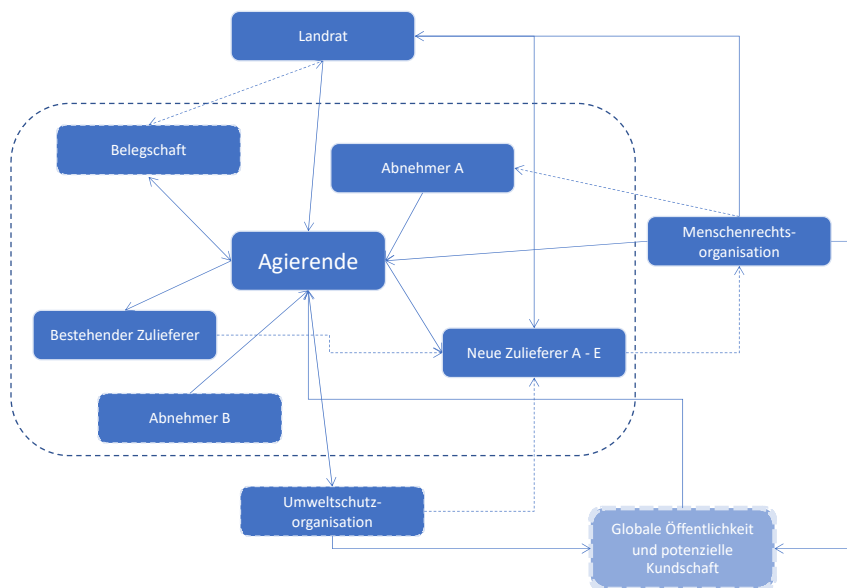 Landrat
Belegschaft
Abnehmer A
Menschenrechts-
organisation
Agierende
Bestehender Zulieferer
Neue Zulieferer A - E
Abnehmer B
Umweltschutz-
organisation
Globale Öffentlichkeit
und potenzielle
Kundschaft